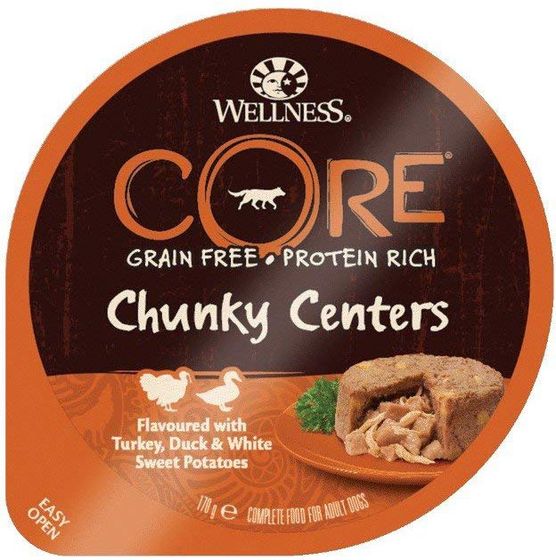 WELLNESS®
CORE®
GRAIN FREE • PROTEIN RICH
Chunky Centers
Flavoured with
Turkey, Duck & White
Sweet Potatoes
170 g ℮ COMPLETE FOOD FOR ADULT DOGS
EASY
OPEN